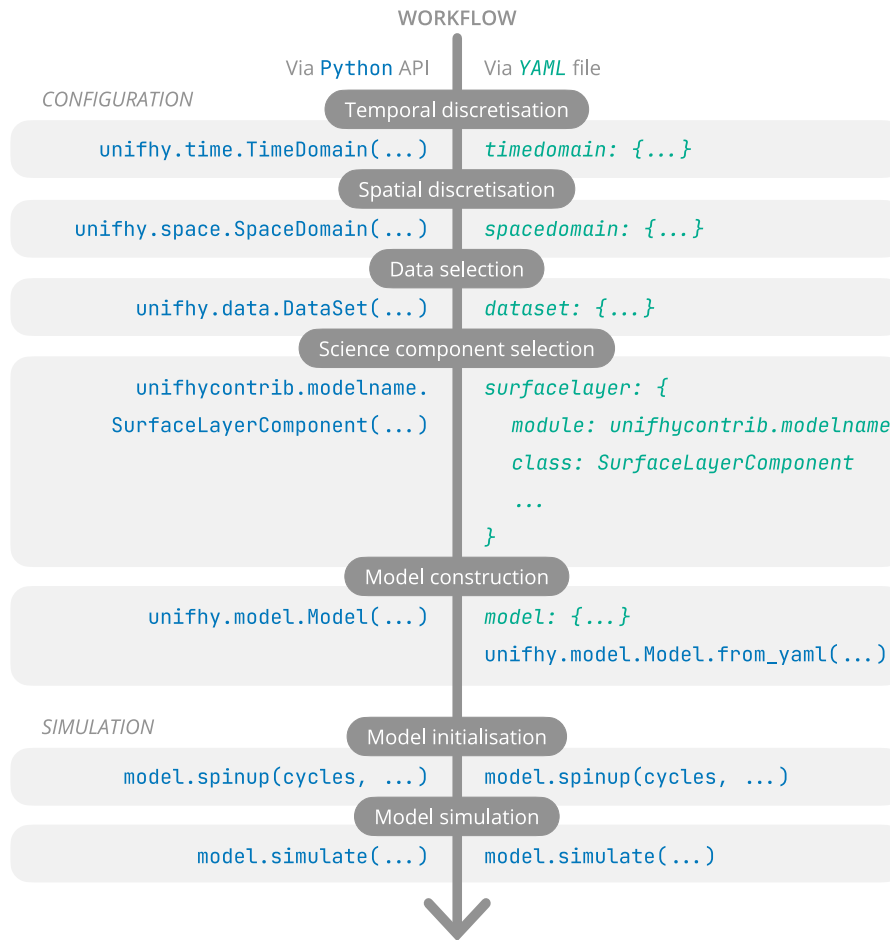 WORKFLOW
Via Python API
Via YAML file
CONFIGURATION
Temporal discretisation
unifhy.time.TimeDomain(...)
timedomain: {...}
Spatial discretisation
unifhy.space.SpaceDomain(...)
spacedomain: {...}
Data selection
unifhy.data.DataSet(...)
dataset: {...}
Science component selection
unifhycontrib.modelname.
SurfaceLayerComponent(...)
surfacelayer: {
module: unifhycontrib.modelname
class: SurfaceLayerComponent
...
}
Model construction
unifhy.model.Model(...)
model: {...}
unifhy.model.Model.from_yaml(...)
SIMULATION
Model initialisation
model.spinup(cycles, ...)
model.spinup(cycles, ...)
Model simulation
model.simulate(...)
model.simulate(...)